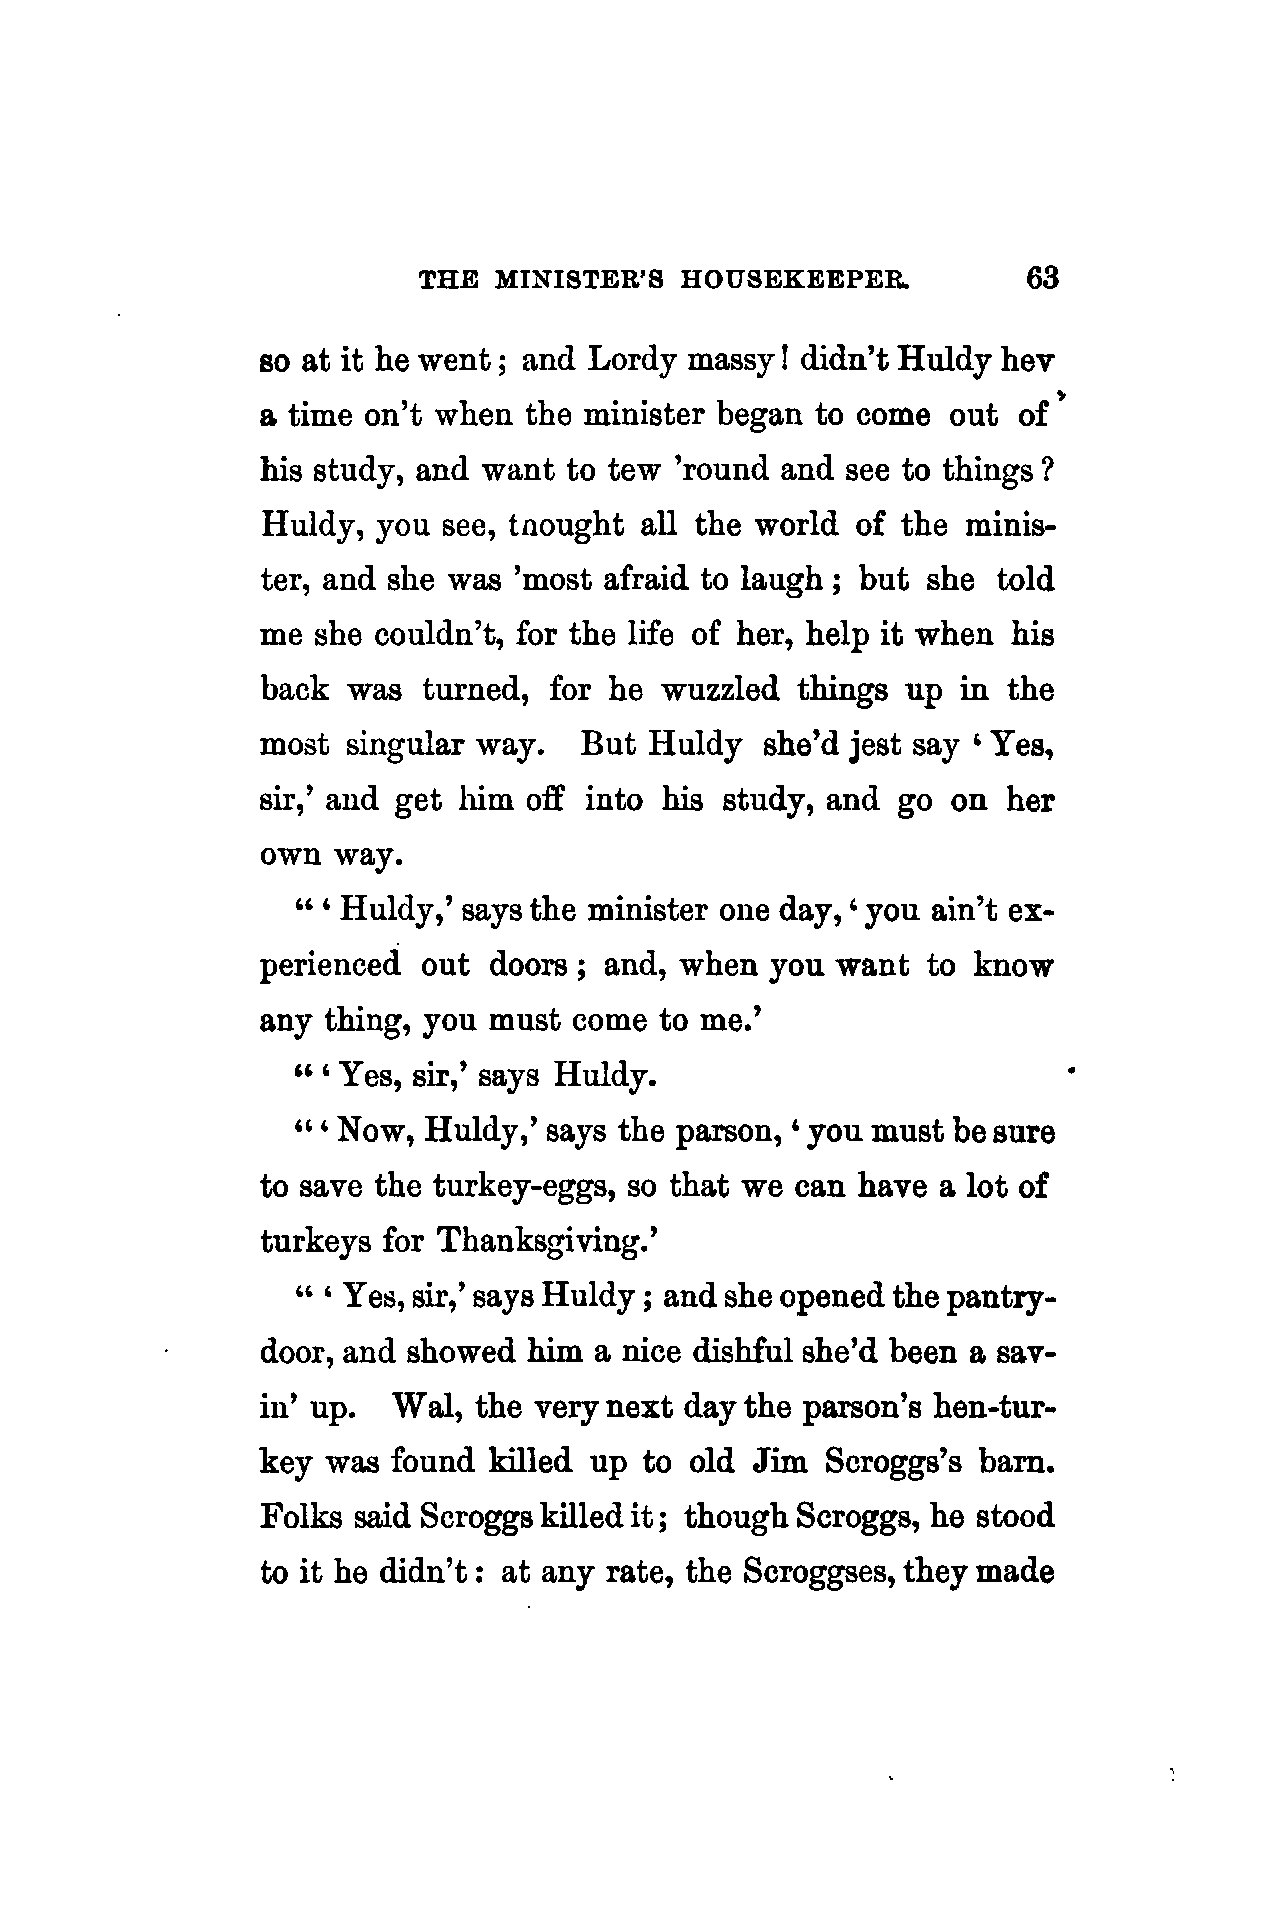 THE MINISTER'S HOUSEKEEPER. 63
so at it he went; and Lordy massy! didn't Huldy hev
a time on't when the minister began to come out of
his study, and want to tew 'round and see to things?
Huldy, you see, thought all the world of the minis-
ter, and she was 'most afraid to laugh; but she told
me she couldn't, for the life of her, help it when his
back was turned, for he wuzzled things up in the
most singular way. But Huldy she'd jest say 'Yes,
sir,' and get him off into his study, and go on her
own way.
"'Huldy,' says the minister one day, 'you ain't ex-
perienced out doors; and, when you want to know
any thing, you must come to me.'
"'Yes, sir,' says Huldy.
"'Now, Huldy,' says the parson, 'you must be sure
to save the turkey-eggs, so that we can have a lot of
turkeys for Thanksgiving.'
"'Yes, sir,' says Huldy; and she opened the pantry-
door, and showed him a nice dishful she'd been a sav-
in' up. Wal, the very next day the parson's hen-tur-
key was found killed up to old Jim Scroggs's barn.
Folks said Scroggs killed it; though Scroggs, he stood
to it he didn't: at any rate, the Scroggses, they made